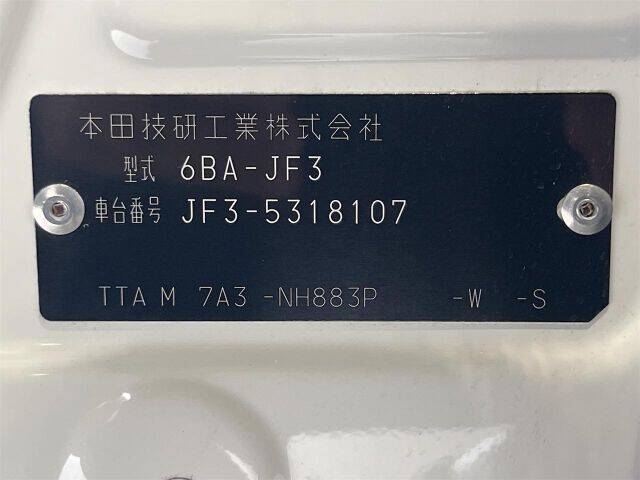 本田技研工業株式会社
型式 6BA-JF3
車台番号 JF3-5318107
TTA M 7A3 -NH883P -W -S